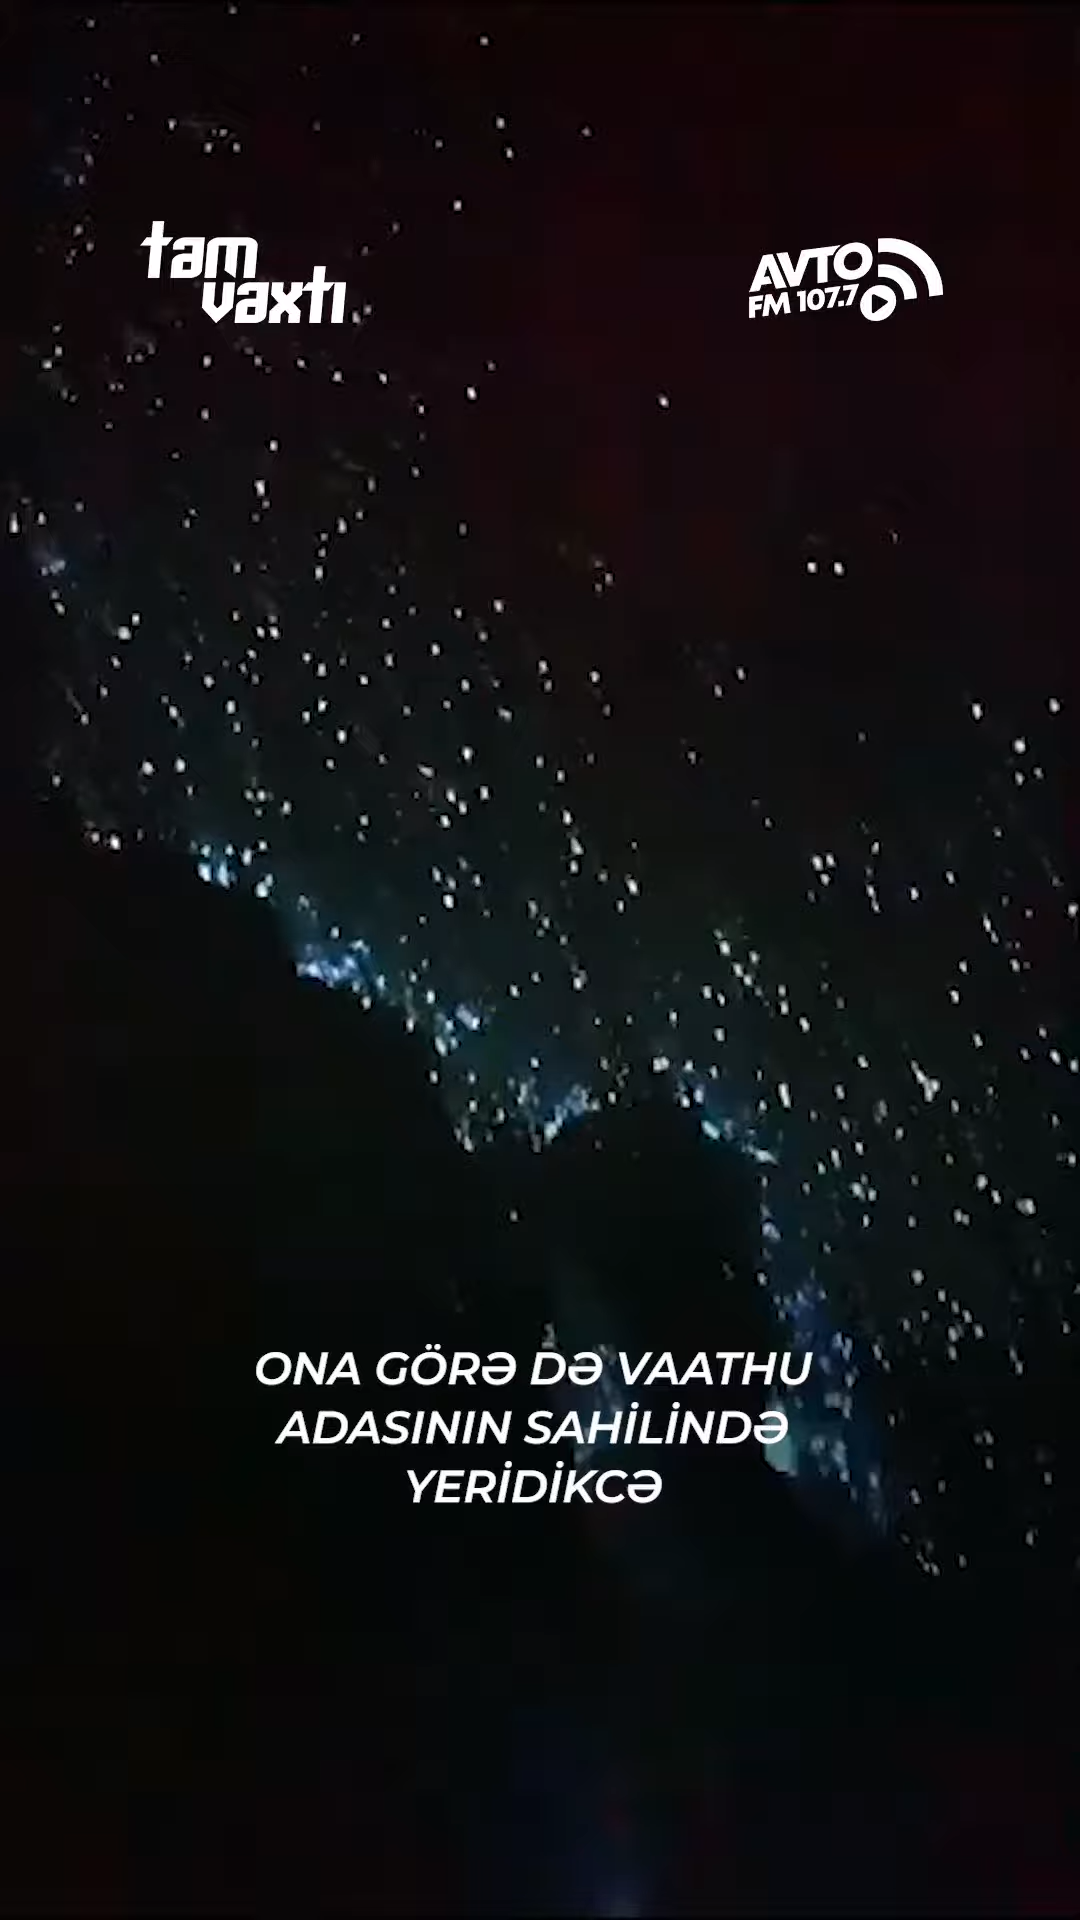 tam
vaxtı
AVTO
FM 107.7
ONA GÖRƏ DƏ VAATHU
ADASININ SAHİLİNDƏ
YERİDİKCƏ